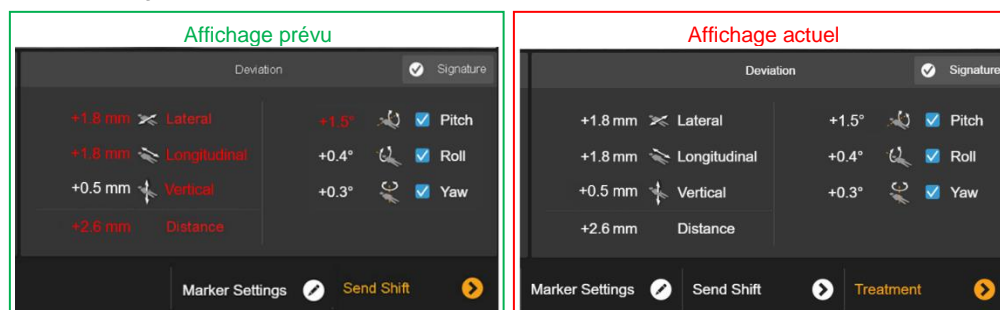 Affichage prévu
Deviation
Signature
+1.8 mm Lateral +1.5° Pitch
+1.8 mm Longitudinal +0.4° Roll
+0.5 mm Vertical +0.3° Yaw
+2.6 mm Distance
Marker Settings Send Shift
Affichage actuel
Deviation
Signature
+1.8 mm Lateral +1.5° Pitch
+1.8 mm Longitudinal +0.4° Roll
+0.5 mm Vertical +0.3° Yaw
+2.6 mm Distance
Marker Settings Send Shift Treatment